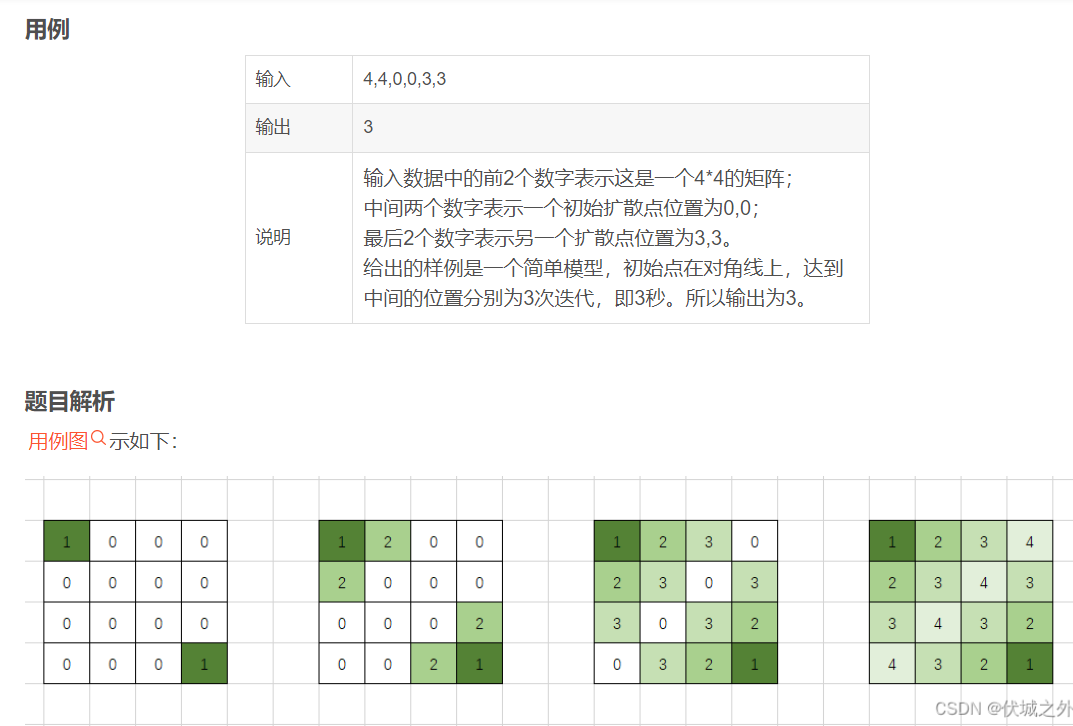 用例
输入 4,4,0,0,3,3
输出 3
说明
输入数据中的前2个数字表示这是一个4*4的矩阵；
中间两个数字表示一个初始扩散点位置为0,0；
最后2个数字表示另一个扩散点位置为3,3。
给出的样例是一个简单模型，初始点在对角线上，达到
中间的位置分别为3次迭代，即3秒。所以输出为3。
题目解析
用例图示如下：
1 0 0 0 1 2 0 0 1 2 3 0 1 2 3 4
0 0 0 0 2 0 0 0 2 3 0 3 2 3 4 3
0 0 0 0 0 0 0 2 3 0 3 2 3 4 3 2
0 0 0 1 0 0 2 1 0 3 2 1 4 3 2 1
CSDN @伏城之外